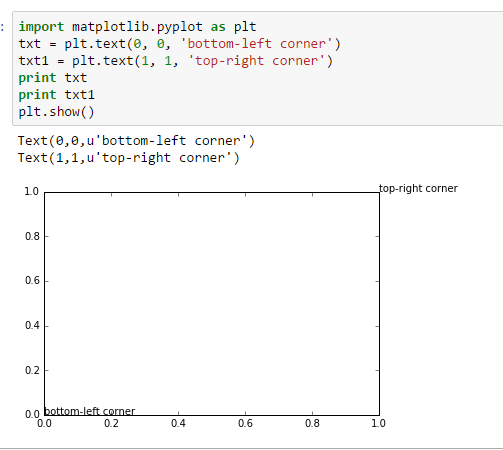 :
import matplotlib.pyplot as plt
txt = plt.text(0, 0, 'bottom-left corner')
txt1 = plt.text(1, 1, 'top-right corner')
print txt
print txt1
plt.show()
Text(0,0,u'bottom-left corner')
Text(1,1,u'top-right corner')
1.0
top-right corner
0.8
0.6
0.4
0.2
0.0
bottom-left corner
0.0 0.2 0.4 0.6 0.8 1.0